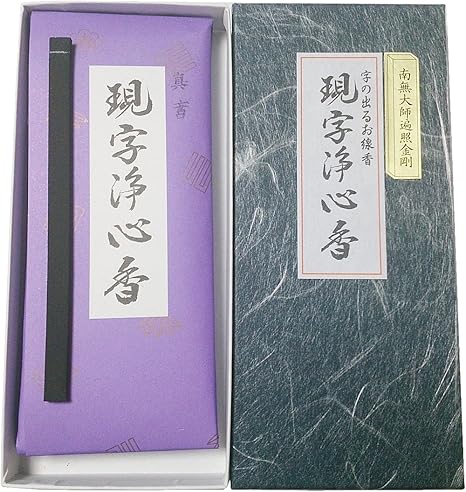 真言
現字浄心香
南無大師遍照金剛
字の出るお線香
現字浄心香